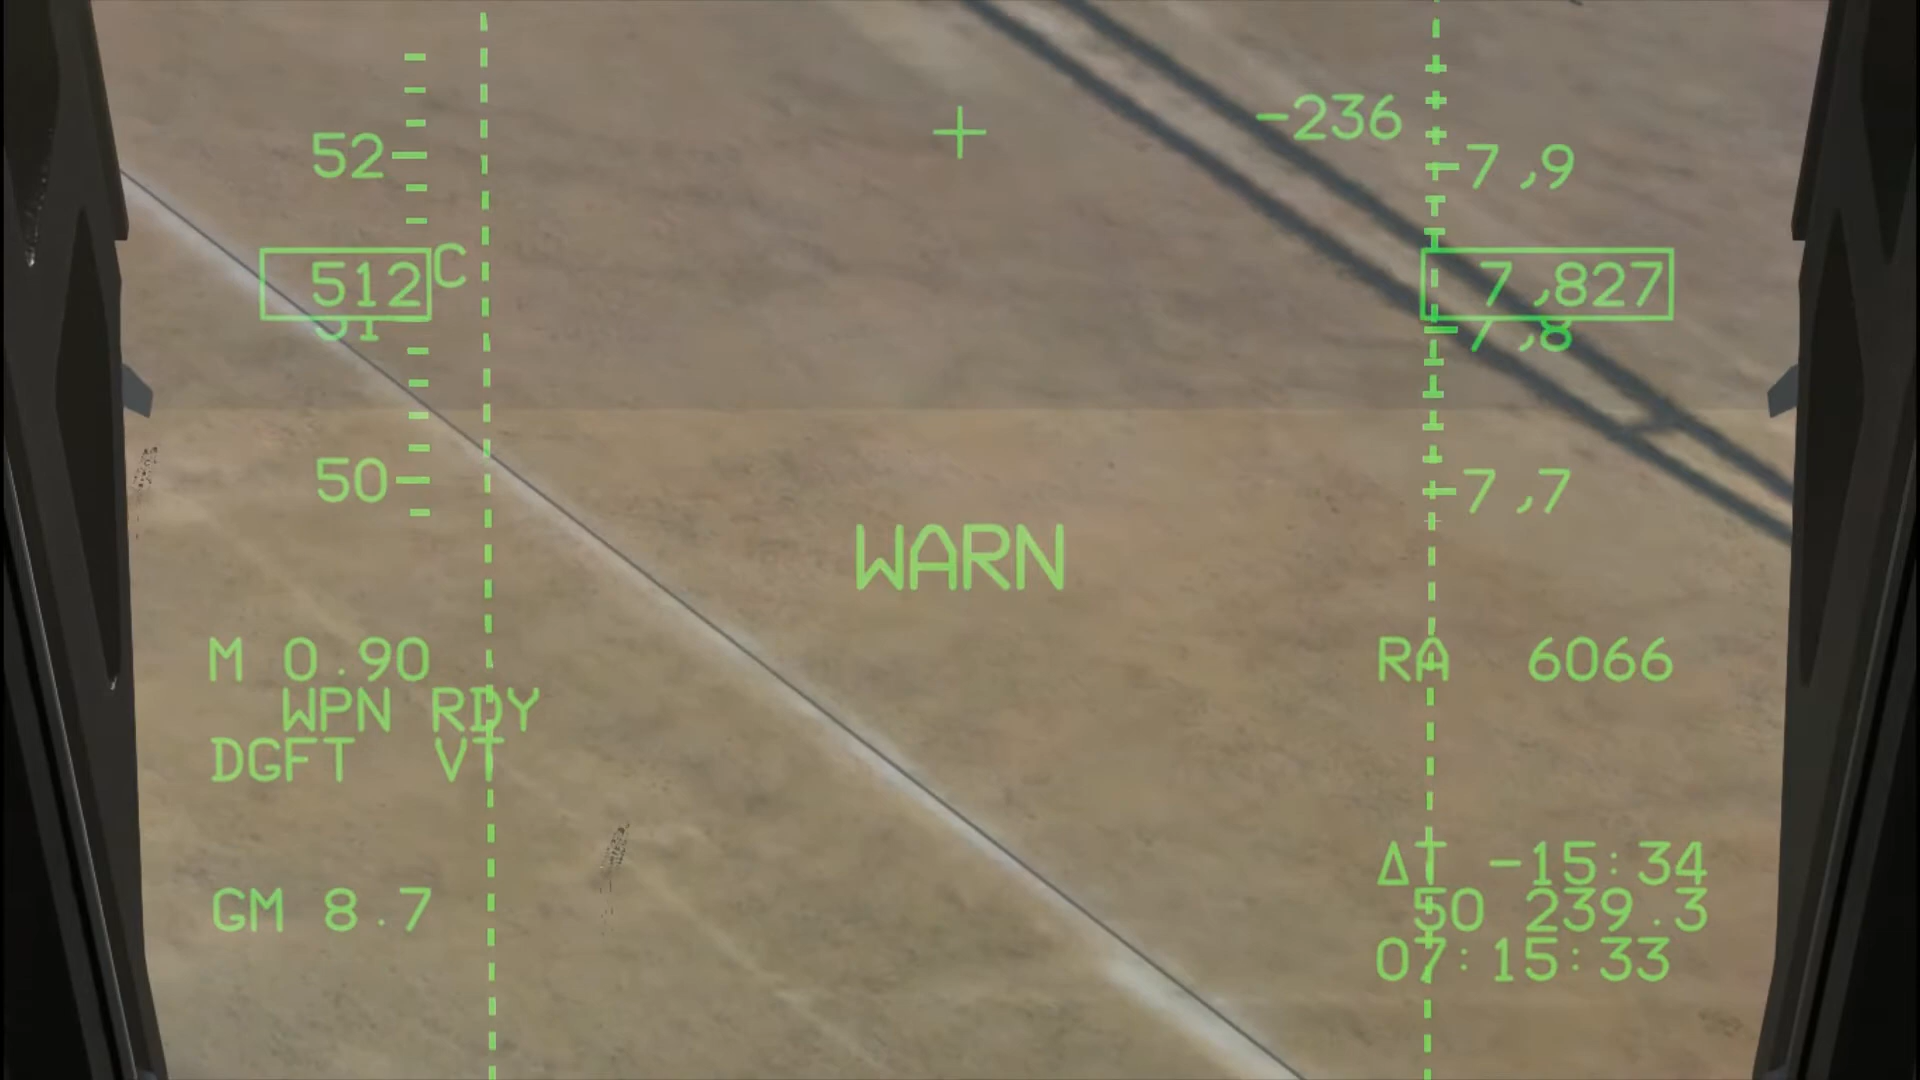 -236
52
7,9
512 C
7,827
51
7,8
50
7,7
WARN
M 0.90
RA 6066
WPN RDY
DGFT VT
Δt -15:34
GM 8.7
50 239.3
07:15:33